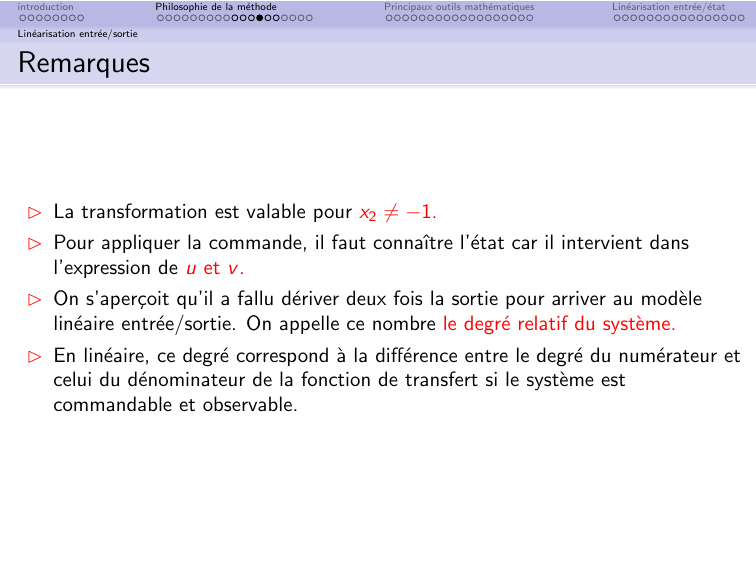 introduction
Philosophie de la méthode
Principaux outils mathématiques
Linéarisation entrée/état
Linéarisation entrée/sortie
Remarques
▷ La transformation est valable pour x₂ ≠ −1.
▷ Pour appliquer la commande, il faut connaître l'état car il intervient dans
l'expression de u et v.
▷ On s'aperçoit qu'il a fallu dériver deux fois la sortie pour arriver au modèle
linéaire entrée/sortie. On appelle ce nombre le degré relatif du système.
▷ En linéaire, ce degré correspond à la différence entre le degré du numérateur et
celui du dénominateur de la fonction de transfert si le système est
commandable et observable.